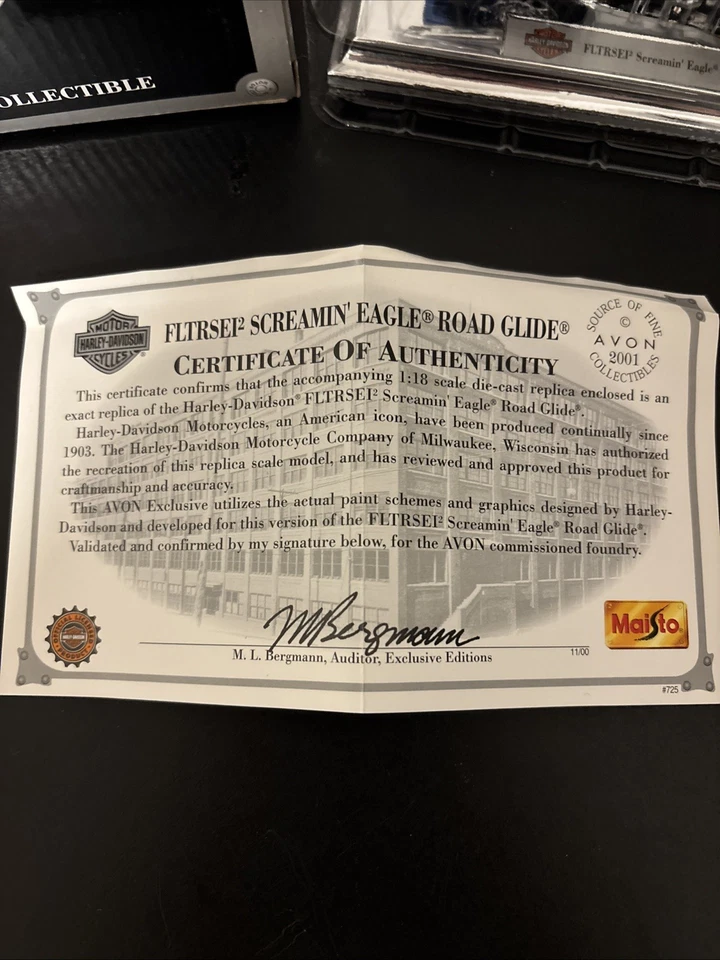 OLLECTIBLE
HARLEY-DAVIDSON
FLTRSEI² Screamin' Eagle®
MOTOR
HARLEY-DAVIDSON
CYCLES
FLTRSEI² SCREAMIN' EAGLE® ROAD GLIDE®
CERTIFICATE OF AUTHENTICITY
SOURCE OF FINE
©
AVON
2001
COLLECTIBLES
This certificate confirms that the accompanying 1:18 scale die-cast replica enclosed is an
exact replica of the Harley-Davidson® FLTRSEI² Screamin' Eagle® Road Glide®.
Harley-Davidson Motorcycles, an American icon, have been produced continually since
1903. The Harley-Davidson Motorcycle Company of Milwaukee, Wisconsin has authorized
the recreation of this replica scale model, and has reviewed and approved this product for
craftmanship and accuracy.
This AVON Exclusive utilizes the actual paint schemes and graphics designed by Harley-
Davidson and developed for this version of the FLTRSEI² Screamin' Eagle® Road Glide®.
Validated and confirmed by my signature below, for the AVON commissioned foundry.
MLBergmann
M. L. Bergmann, Auditor, Exclusive Editions
11/00
Maisto®
#725